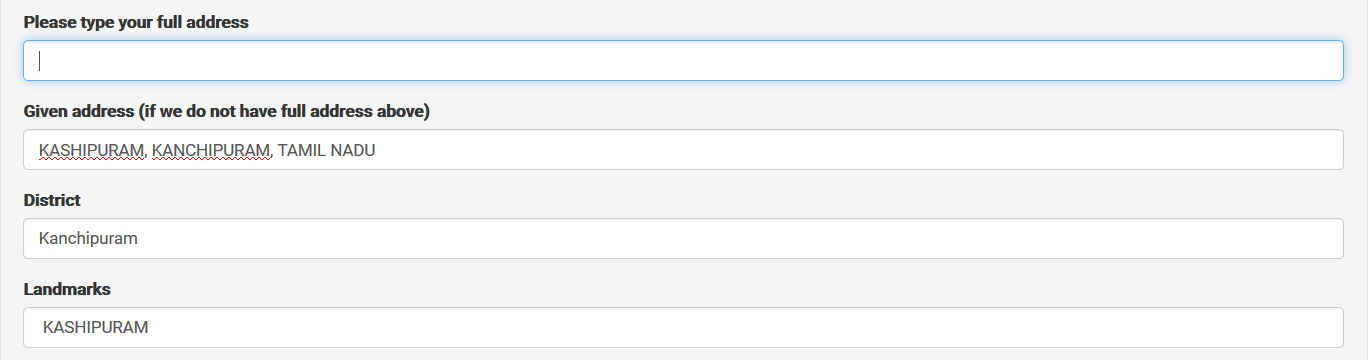 Please type your full address
Given address (if we do not have full address above)
KASHIPURAM, KANCHIPURAM, TAMIL NADU
District
Kanchipuram
Landmarks
KASHIPURAM